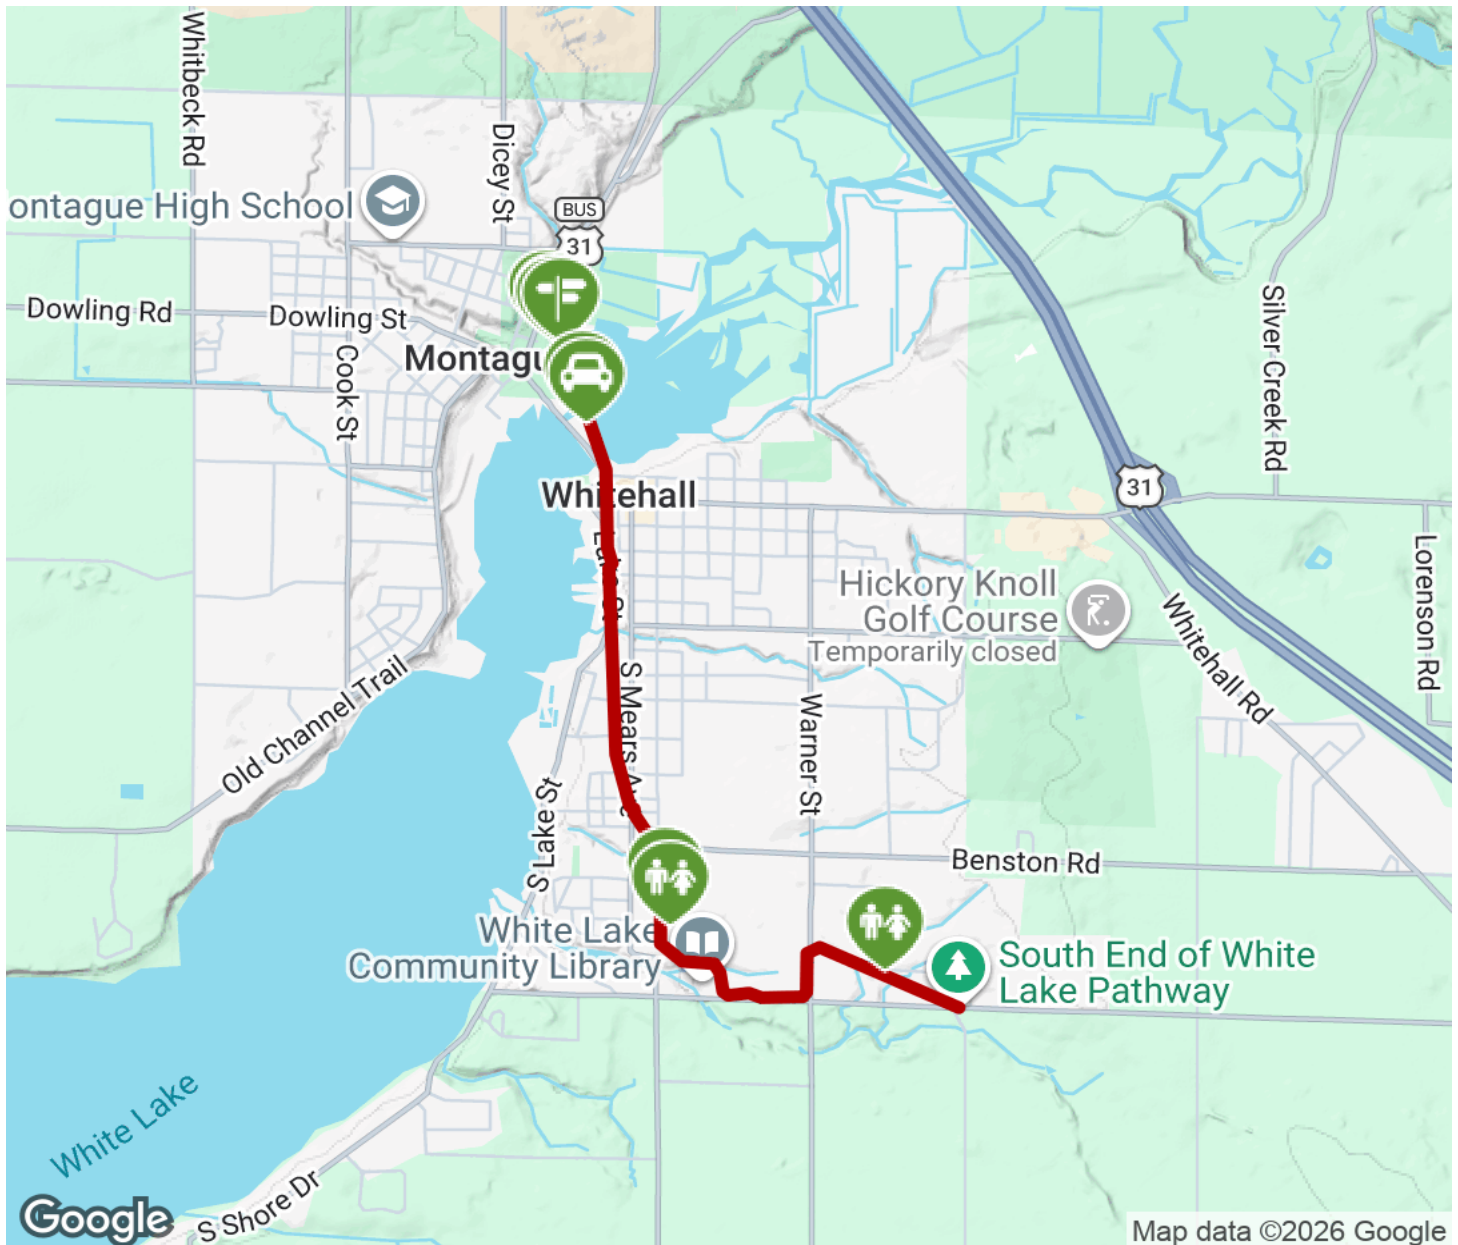 Whitbeck Rd
Dicey St
ontague High School
BUS
31
Dowling Rd
Dowling St
Cook St
Montagu
Silver Creek Rd
31
Whitehall
Lake St
Hickory Knoll
Golf Course
Temporarily closed
Lorenson Rd
Whitehall Rd
Old Channel Trail
S Mears Ave
Warner St
S Lake St
Benston Rd
White Lake
Community Library
South End of White
Lake Pathway
White Lake
S Shore Dr
Google
Map data ©2026 Google